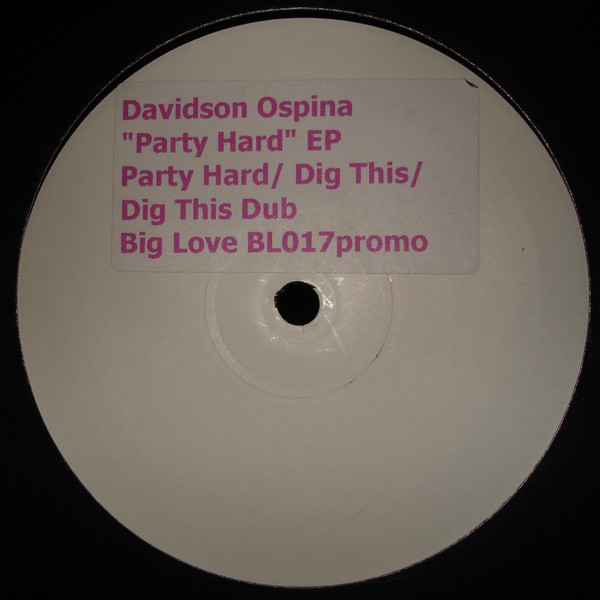 Davidson Ospina
"Party Hard" EP
Party Hard/ Dig This/
Dig This Dub
Big Love BL017promo